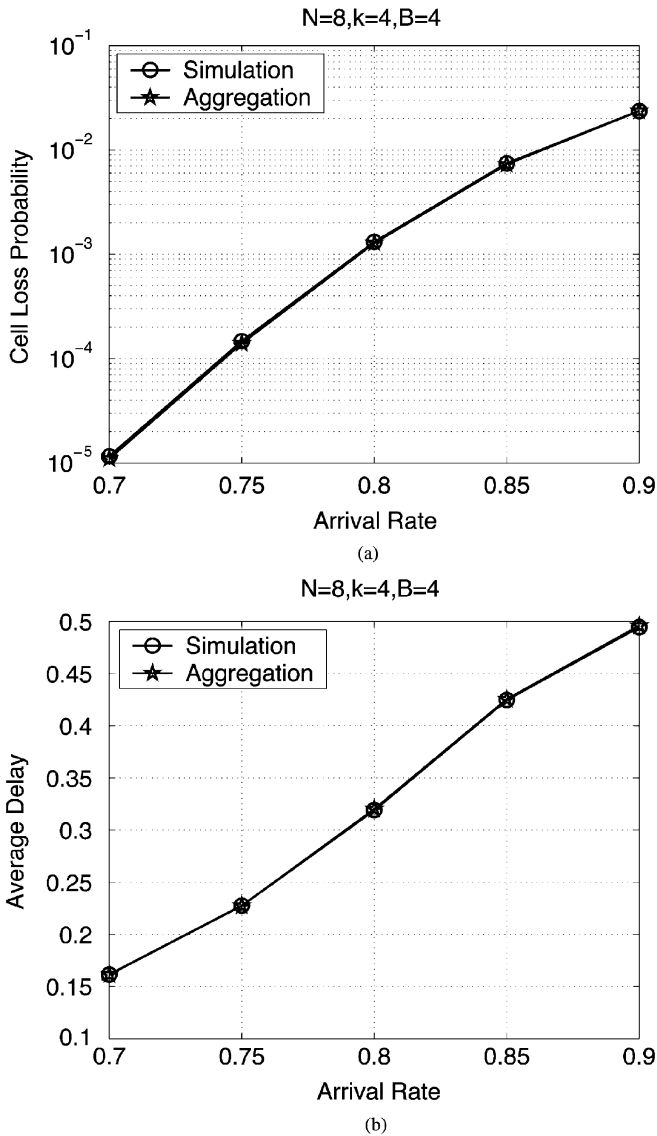 N=8,k=4,B=4
10^-1
Simulation
Aggregation
10^-2
10^-3
10^-4
10^-5
Cell Loss Probability
0.7 0.75 0.8 0.85 0.9
Arrival Rate
(a)
N=8,k=4,B=4
0.5
Simulation
Aggregation
0.45
0.4
0.35
0.3
0.25
0.2
0.15
0.1
Average Delay
0.7 0.75 0.8 0.85 0.9
Arrival Rate
(b)